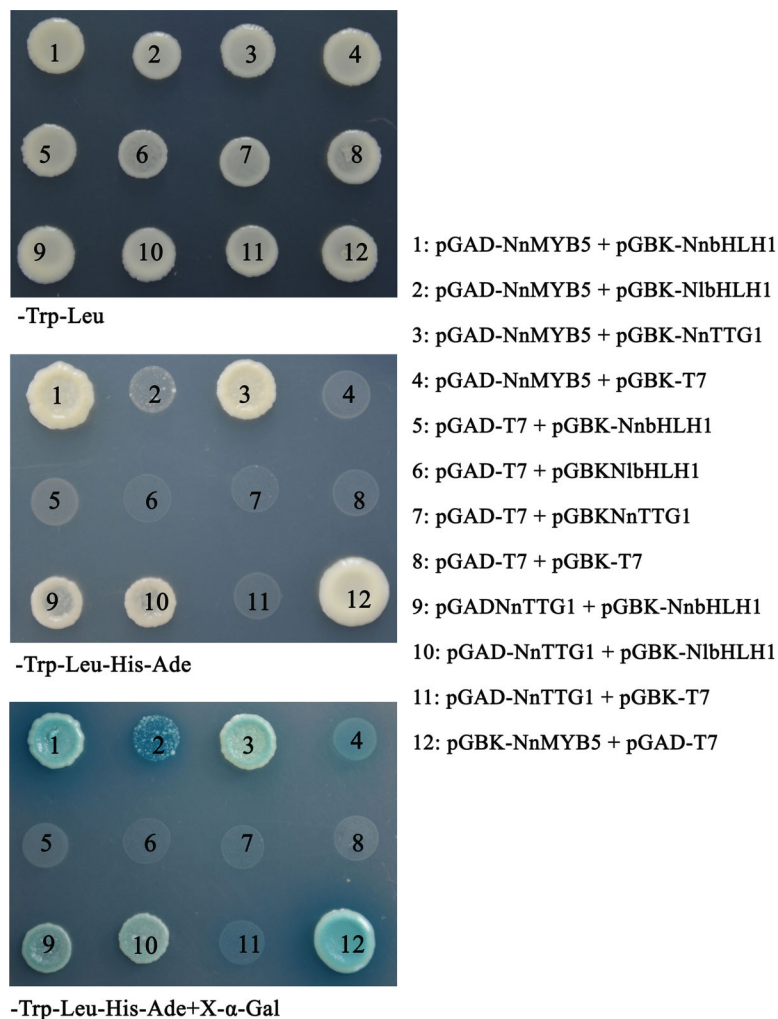 1 2 3 4
5 6 7 8
9 10 11 12
-Trp-Leu
1 2 3 4
5 6 7 8
9 10 11 12
-Trp-Leu-His-Ade
1 2 3 4
5 6 7 8
9 10 11 12
-Trp-Leu-His-Ade+X-α-Gal
1: pGAD-NnMYB5 + pGBK-NnbHLH1
2: pGAD-NnMYB5 + pGBK-NlbHLH1
3: pGAD-NnMYB5 + pGBK-NnTTG1
4: pGAD-NnMYB5 + pGBK-T7
5: pGAD-T7 + pGBK-NnbHLH1
6: pGAD-T7 + pGBKNlbHLH1
7: pGAD-T7 + pGBKNnTTG1
8: pGAD-T7 + pGBK-T7
9: pGADNnTTG1 + pGBK-NnbHLH1
10: pGAD-NnTTG1 + pGBK-NlbHLH1
11: pGAD-NnTTG1 + pGBK-T7
12: pGBK-NnMYB5 + pGAD-T7